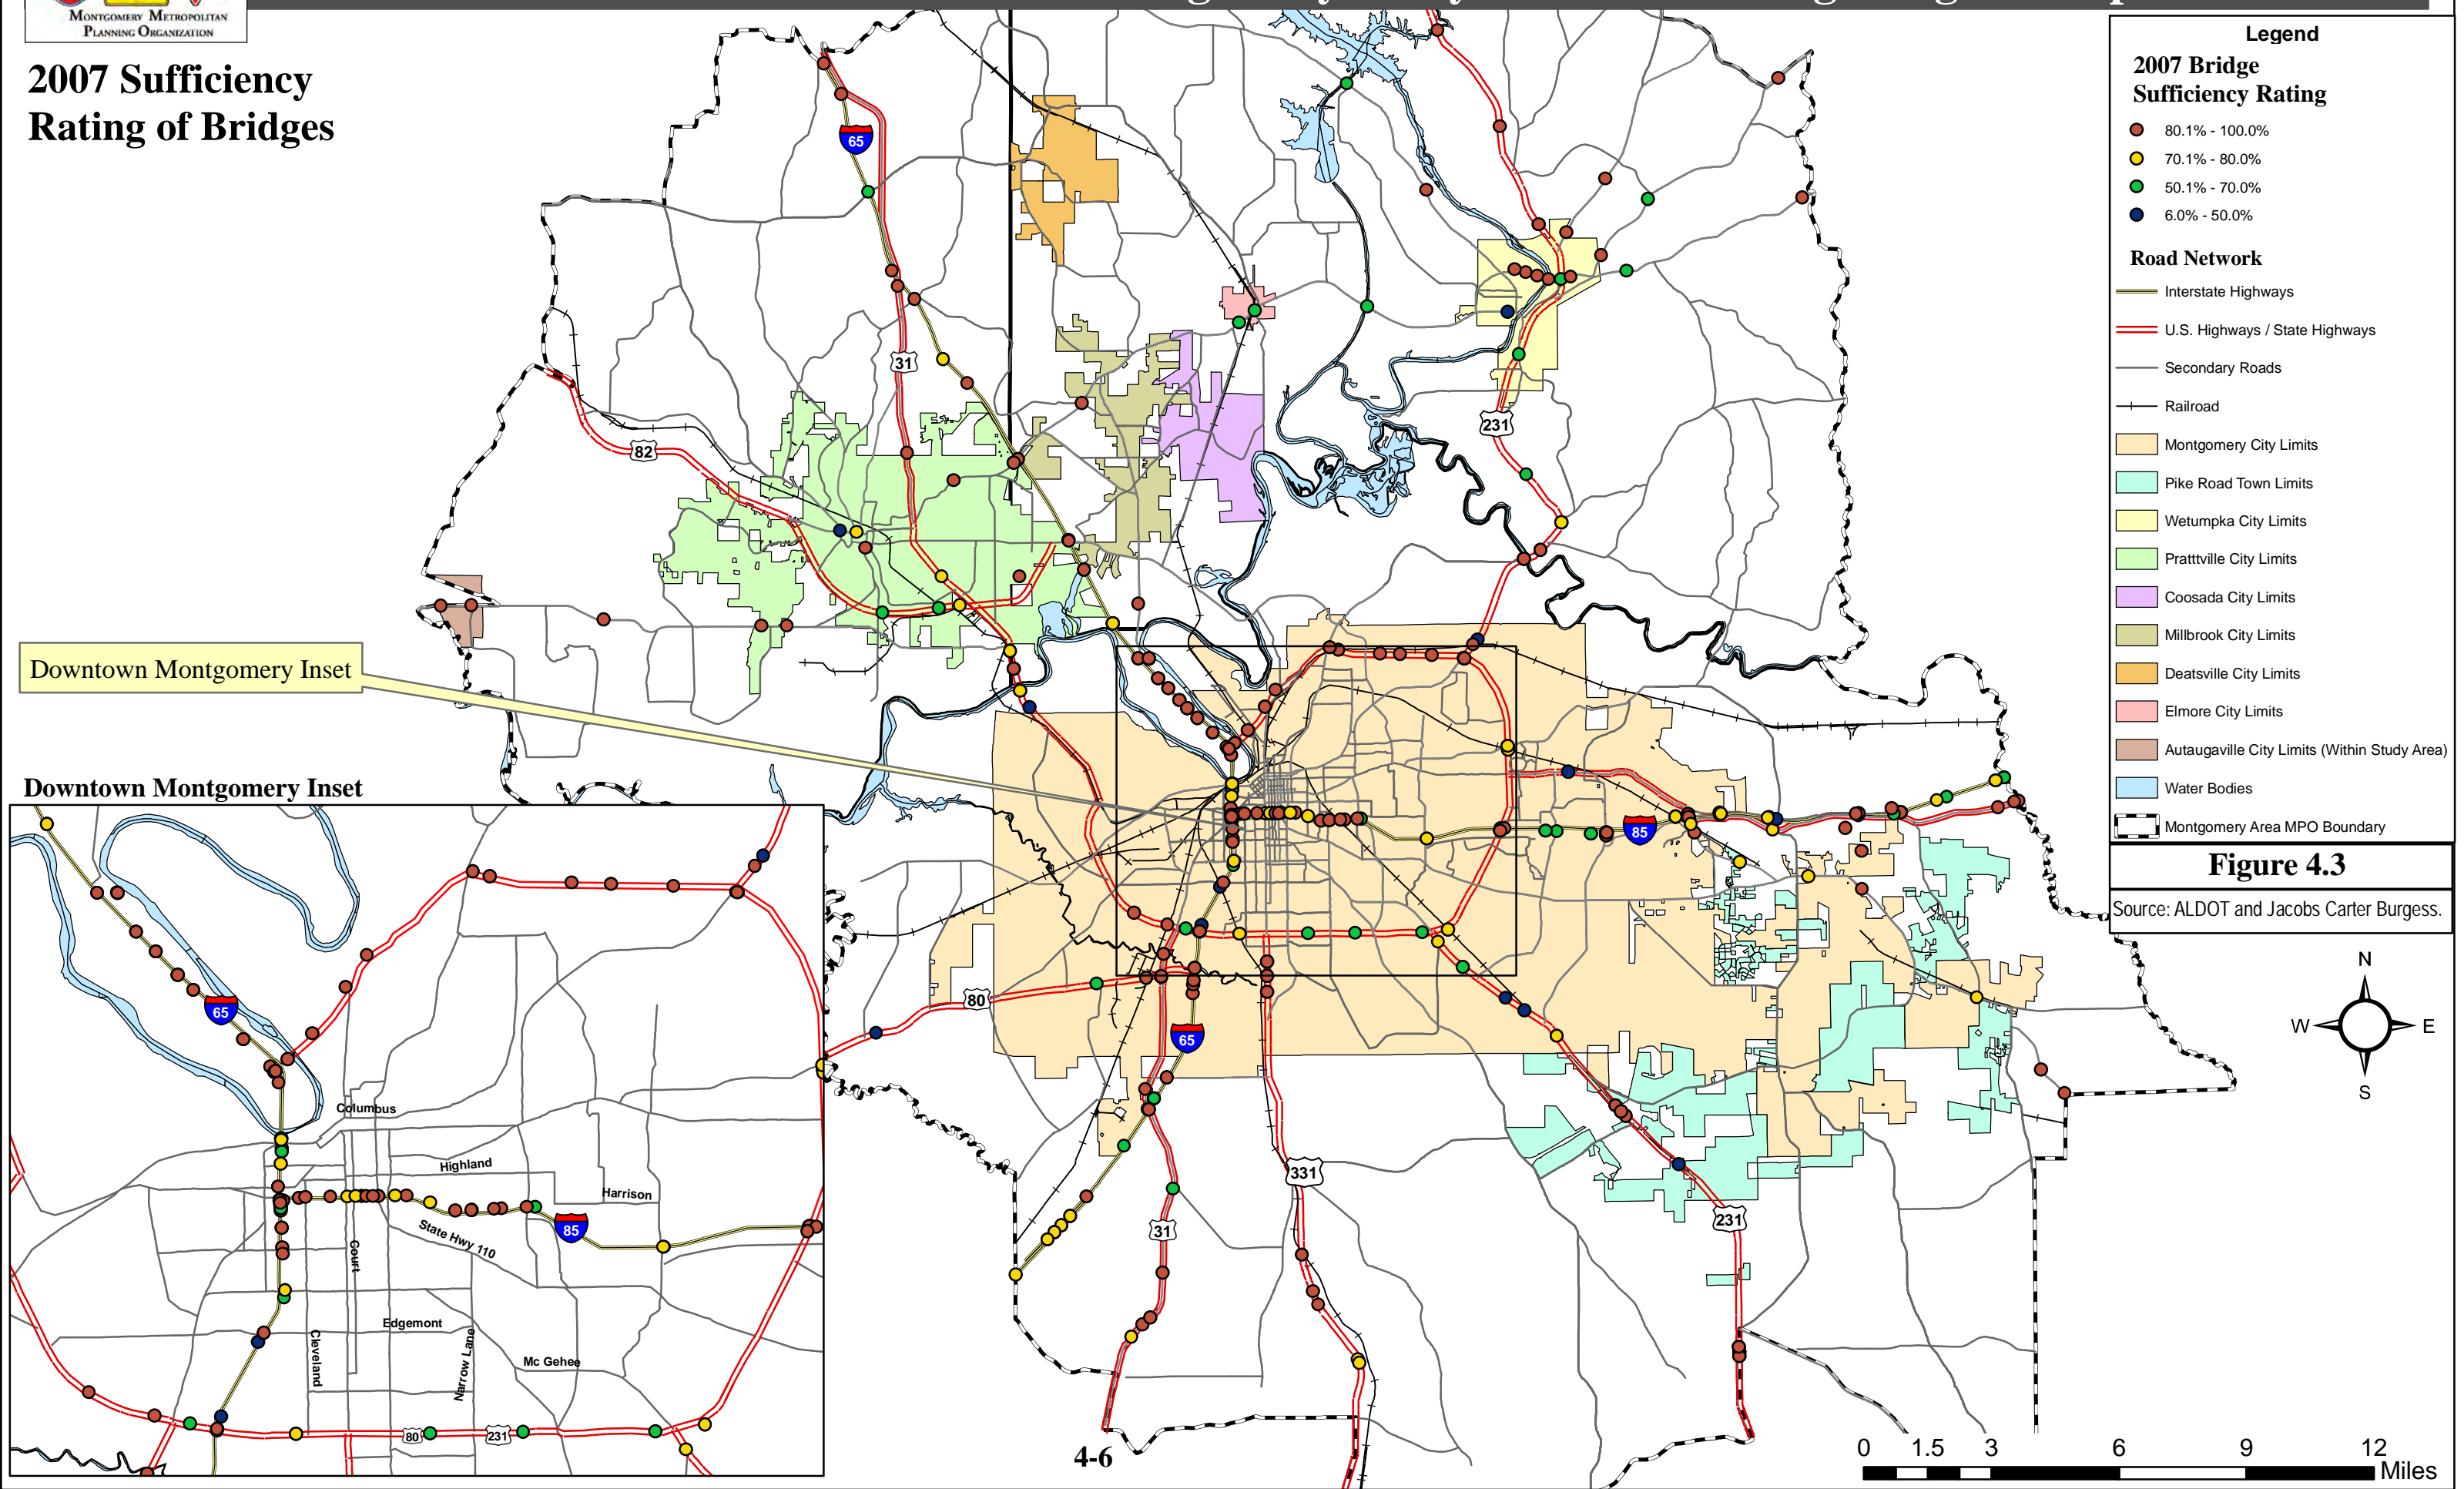 MONTGOMERY METROPOLITAN
PLANNING ORGANIZATION
2007 Sufficiency
Rating of Bridges
Legend
2007 Bridge
Sufficiency Rating
80.1% - 100.0%
70.1% - 80.0%
50.1% - 70.0%
6.0% - 50.0%
Road Network
Interstate Highways
U.S. Highways / State Highways
Secondary Roads
Railroad
Montgomery City Limits
Pike Road Town Limits
Wetumpka City Limits
Pratttville City Limits
Coosada City Limits
Millbrook City Limits
Deatsville City Limits
Elmore City Limits
Autaugaville City Limits (Within Study Area)
Water Bodies
Montgomery Area MPO Boundary
Figure 4.3
Source: ALDOT and Jacobs Carter Burgess.
N
W
E
S
65
31
82
231
85
80
65
331
31
231
Downtown Montgomery Inset
Downtown Montgomery Inset
65
Columbus
Highland
Harrison
85
State Hwy 110
Court
Edgemont
Cleveland
Narrow Lane
Mc Gehee
80
231
4-6
0 1.5 3 6 9 12
Miles